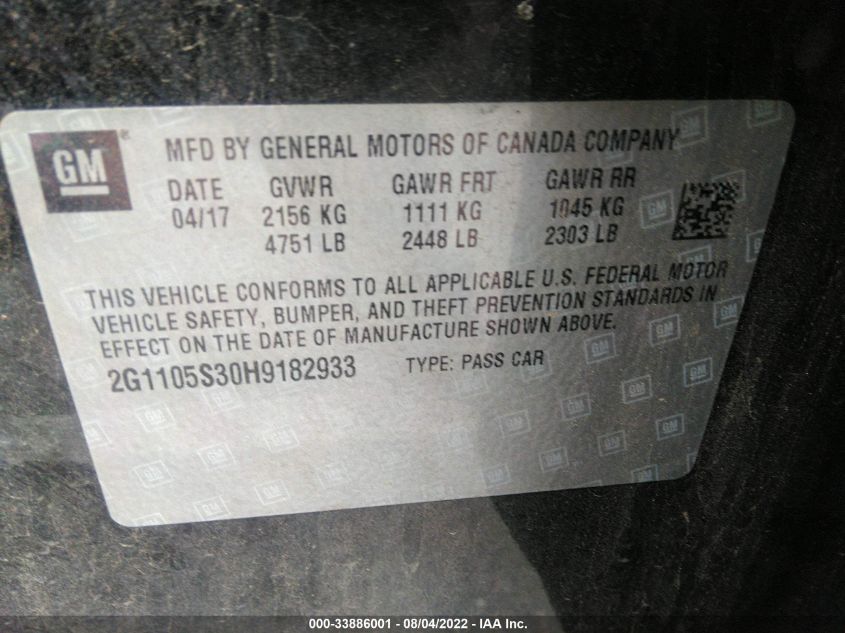 GM ®
MFD BY GENERAL MOTORS OF CANADA COMPANY
DATE GVWR GAWR FRT GAWR RR
04/17 2156 KG 1111 KG 1045 KG
4751 LB 2448 LB 2303 LB
THIS VEHICLE CONFORMS TO ALL APPLICABLE U.S. FEDERAL MOTOR
VEHICLE SAFETY, BUMPER, AND THEFT PREVENTION STANDARDS IN
EFFECT ON THE DATE OF MANUFACTURE SHOWN ABOVE.
2G1105S30H9182933 TYPE: PASS CAR
000-33886001 - 08/04/2022 - IAA Inc.